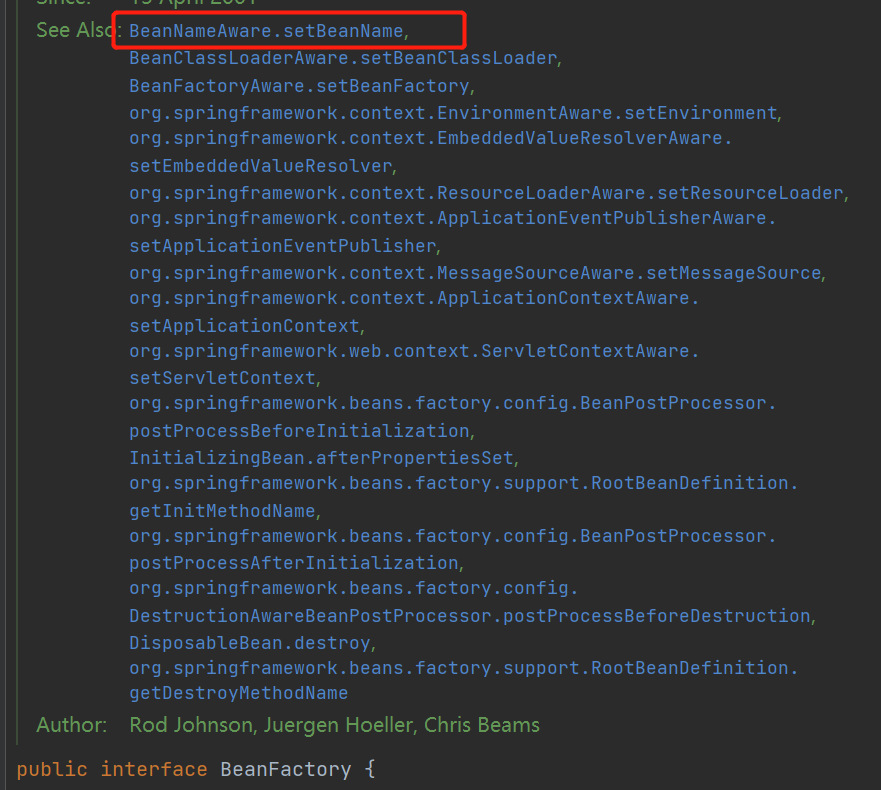 Since: 13 April 2001
See Also: BeanNameAware.setBeanName,
BeanClassLoaderAware.setBeanClassLoader,
BeanFactoryAware.setBeanFactory,
org.springframework.context.EnvironmentAware.setEnvironment,
org.springframework.context.EmbeddedValueResolverAware.
setEmbeddedValueResolver,
org.springframework.context.ResourceLoaderAware.setResourceLoader,
org.springframework.context.ApplicationEventPublisherAware.
setApplicationEventPublisher,
org.springframework.context.MessageSourceAware.setMessageSource,
org.springframework.context.ApplicationContextAware.
setApplicationContext,
org.springframework.web.context.ServletContextAware.
setServletContext,
org.springframework.beans.factory.config.BeanPostProcessor.
postProcessBeforeInitialization,
InitializingBean.afterPropertiesSet,
org.springframework.beans.factory.support.RootBeanDefinition.
getInitMethodName,
org.springframework.beans.factory.config.BeanPostProcessor.
postProcessAfterInitialization,
org.springframework.beans.factory.config.
DestructionAwareBeanPostProcessor.postProcessBeforeDestruction,
DisposableBean.destroy,
org.springframework.beans.factory.support.RootBeanDefinition.
getDestroyMethodName
Author: Rod Johnson, Juergen Hoeller, Chris Beams
public interface BeanFactory {